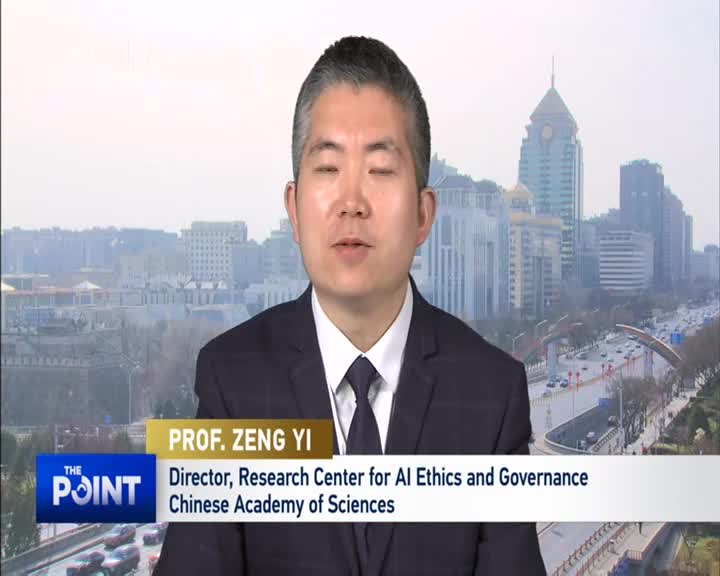 PROF. ZENG YI
THE
POINT
Director, Research Center for AI Ethics and Governance
Chinese Academy of Sciences